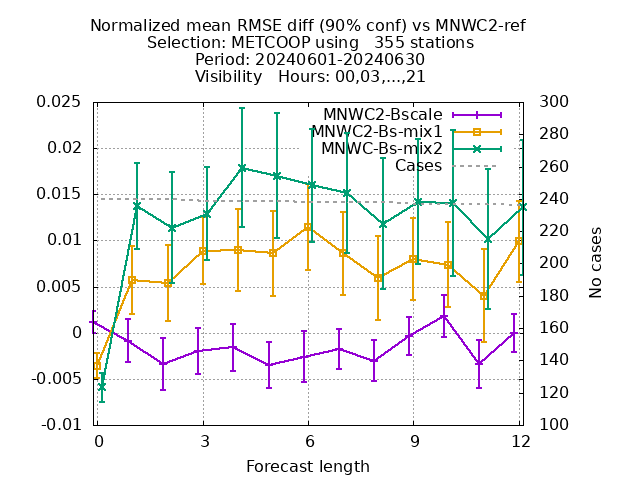 Normalized mean RMSE diff (90% conf) vs MNWC2-ref
Selection: METCOOP using   355 stations
Period: 20240601-20240630
Visibility   Hours: 00,03,...,21
MNWC2-Bscale
MNWC2-Bs-mix1
MNWC-Bs-mix2
Cases
0.025
0.02
0.015
0.01
0.005
0
-0.005
-0.01
300
280
260
240
220
200
180
160
140
120
100
No cases
0 3 6 9 12
Forecast length